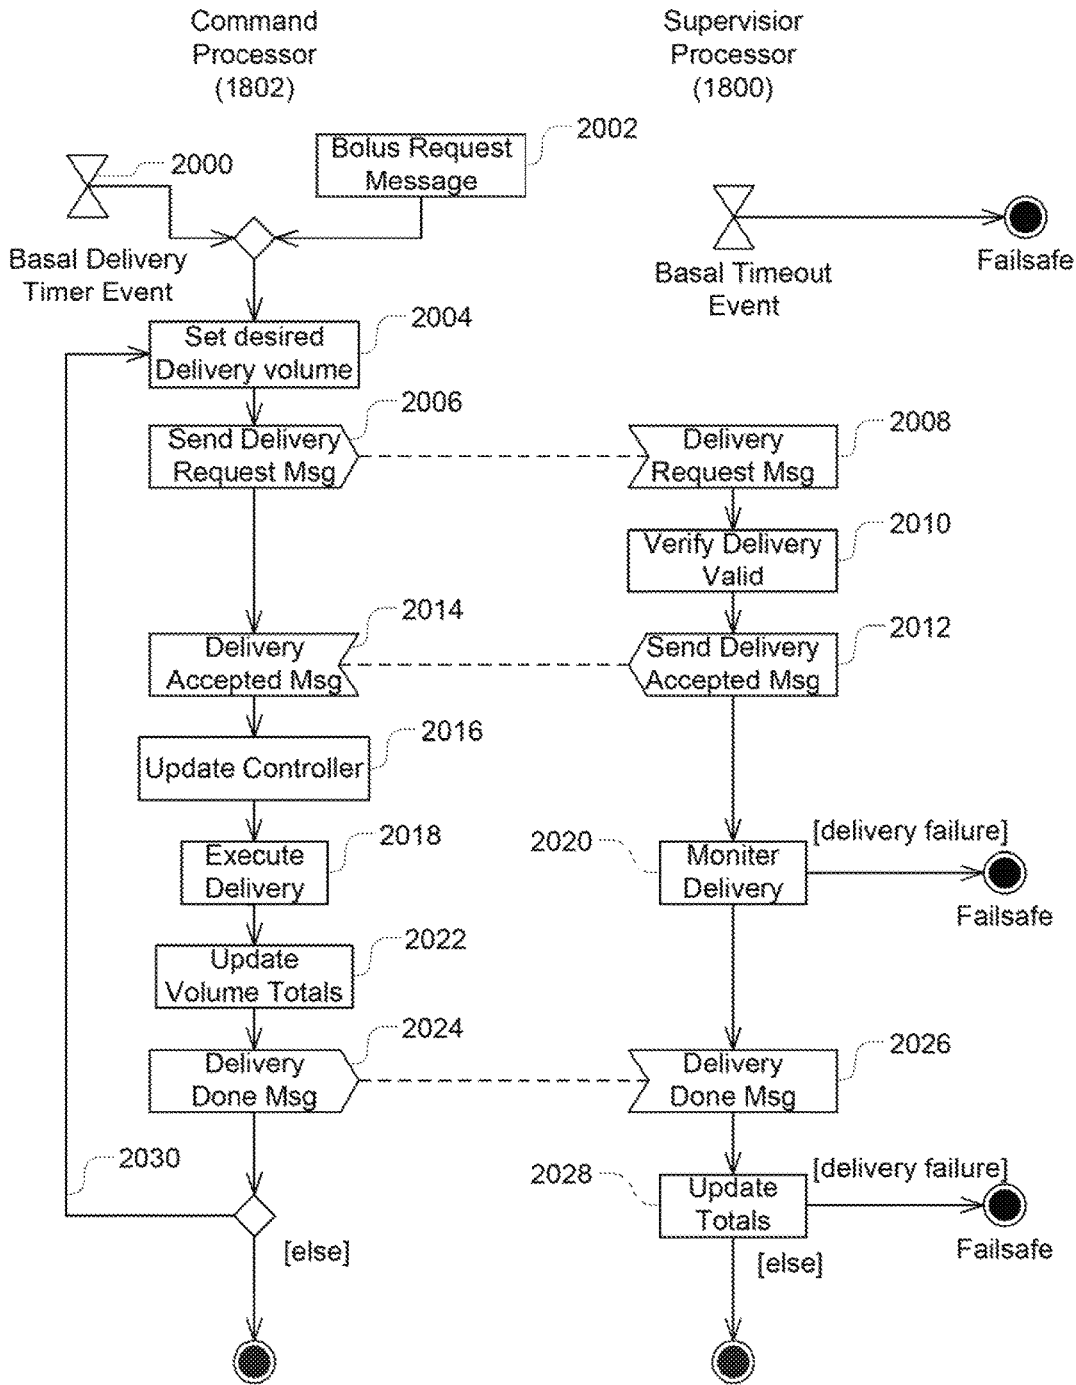 Command
Processor
(1802)
Supervisior
Processor
(1800)
2000
Bolus Request
Message
2002
Basal Delivery
Timer Event
Basal Timeout
Event
Failsafe
Set desired
Delivery volume
2004
Send Delivery
Request Msg
2006
Delivery
Request Msg
2008
Verify Delivery
Valid
2010
Delivery
Accepted Msg
2014
Send Delivery
Accepted Msg
2012
Update Controller
2016
Execute
Delivery
2018
2020
Moniter
Delivery
[delivery failure]
Failsafe
Update
Volume Totals
2022
Delivery
Done Msg
2024
Delivery
Done Msg
2026
2030
[else]
2028
Update
Totals
[delivery failure]
Failsafe
[else]